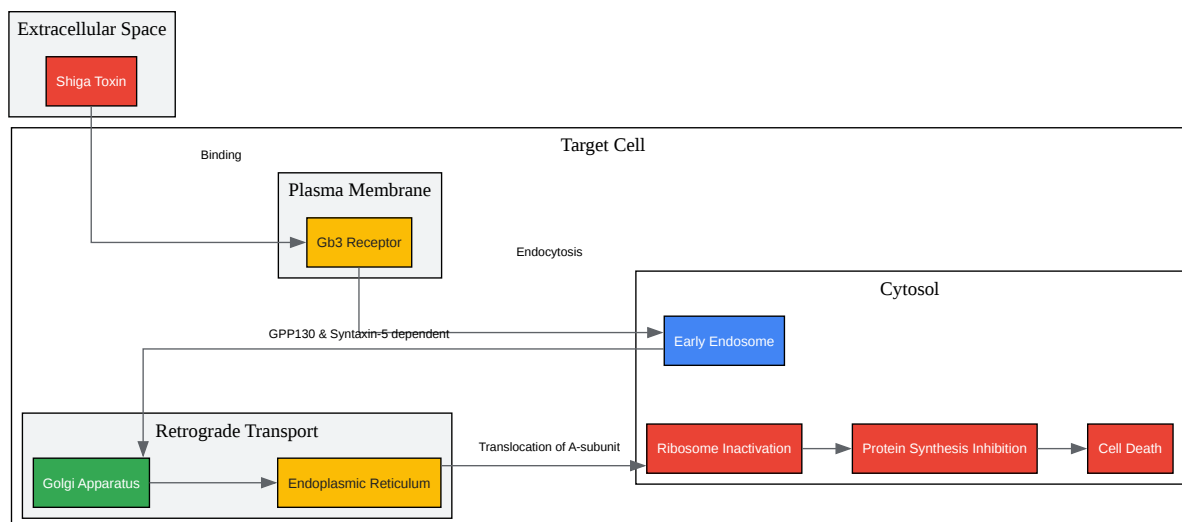 Extracellular Space
Shiga Toxin
Target Cell
Binding
Plasma Membrane
Gb3 Receptor
Endocytosis
Cytosol
GPP130 & Syntaxin-5 dependent
Early Endosome
Retrograde Transport
Golgi Apparatus
Endoplasmic Reticulum
Translocation of A-subunit
Ribosome Inactivation
Protein Synthesis Inhibition
Cell Death